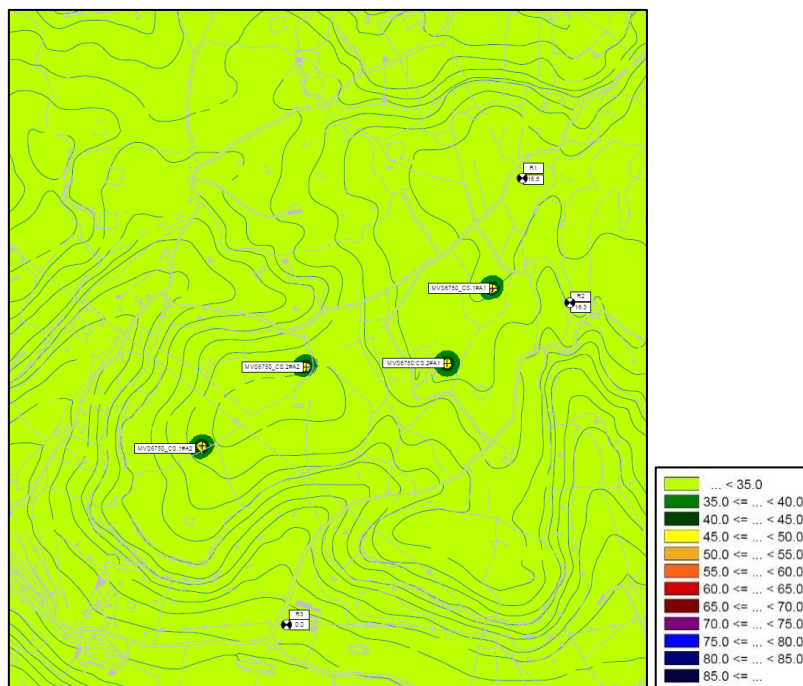 R1
16.5
MVS6750_CS.1#A1
R2
16.3
MVS6750_CS.2#A2
MVS6750.CS.2#A1
MVS6750_CS.1#A2
R3
0.0
... < 35.0
35.0 <= ... < 40.0
40.0 <= ... < 45.0
45.0 <= ... < 50.0
50.0 <= ... < 55.0
55.0 <= ... < 60.0
60.0 <= ... < 65.0
65.0 <= ... < 70.0
70.0 <= ... < 75.0
75.0 <= ... < 80.0
80.0 <= ... < 85.0
85.0 <= ...